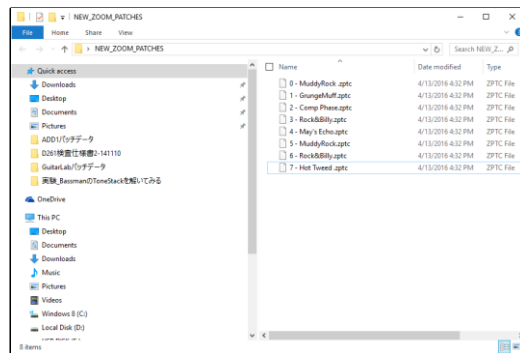 NEW_ZOOM_PATCHES
File Home Share View
NEW_ZOOM_PATCHES Search NEW_Z...
Quick access
Downloads
Desktop
Documents
Pictures
ADD1パッチデータ
D261検査仕様書2-141110
GuitarLabパッチデータ
実験_BassmanのToneStackを解いてみる
OneDrive
This PC
Desktop
Documents
Downloads
Music
Pictures
Videos
Windows 8 (C:)
Local Disk (D:)
Name Date modified Type
0 - MuddyRock .zptc 4/13/2016 4:32 PM ZPTC File
1 - GrungeMuff.zptc 4/13/2016 4:32 PM ZPTC File
2 - Comp Phase.zptc 4/13/2016 4:32 PM ZPTC File
3 - Rock&Billy.zptc 4/13/2016 4:32 PM ZPTC File
4 - May's Echo.zptc 4/13/2016 4:32 PM ZPTC File
5 - MuddyRock.zptc 4/13/2016 4:32 PM ZPTC File
6 - Rock&Billy.zptc 4/13/2016 4:32 PM ZPTC File
7 - Hot Tweed .zptc 4/13/2016 4:32 PM ZPTC File
8 items